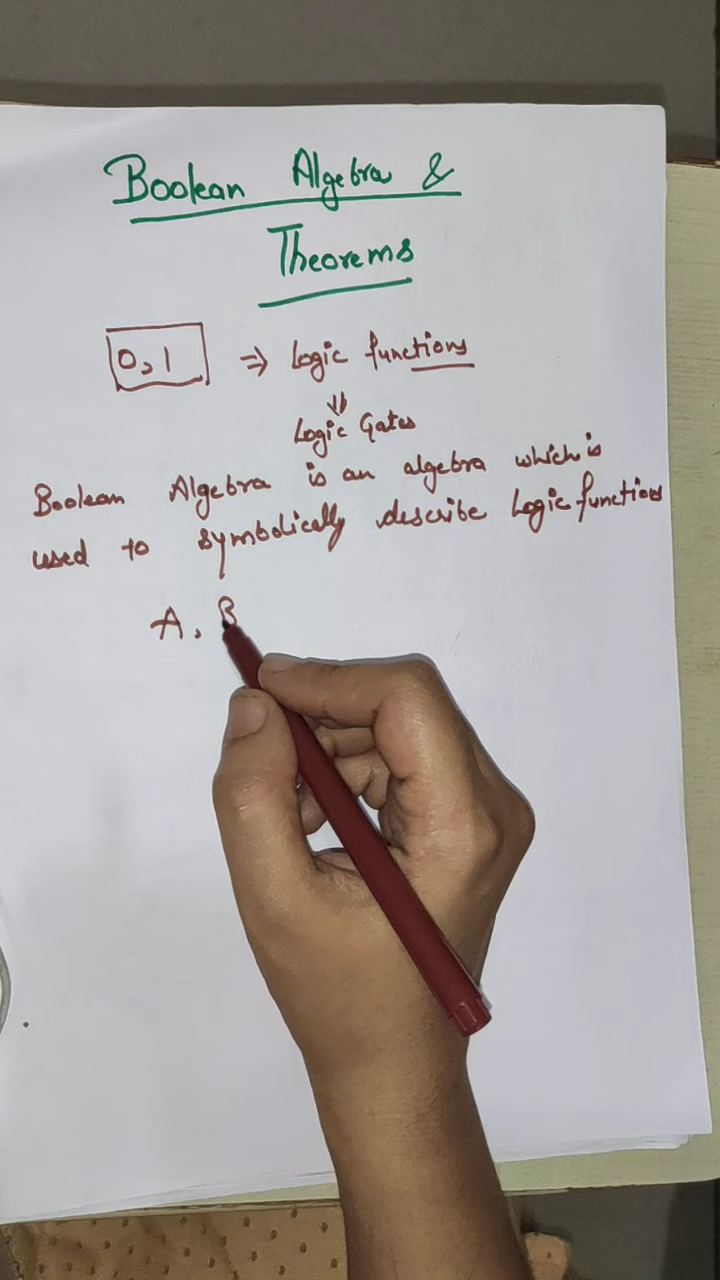 Boolean Algebra &
Theorems
0, 1 ⇒ Logic functions
⇓
Logic Gates
Boolean Algebra is an algebra which is
used to symbolically describe Logic functions
A, B